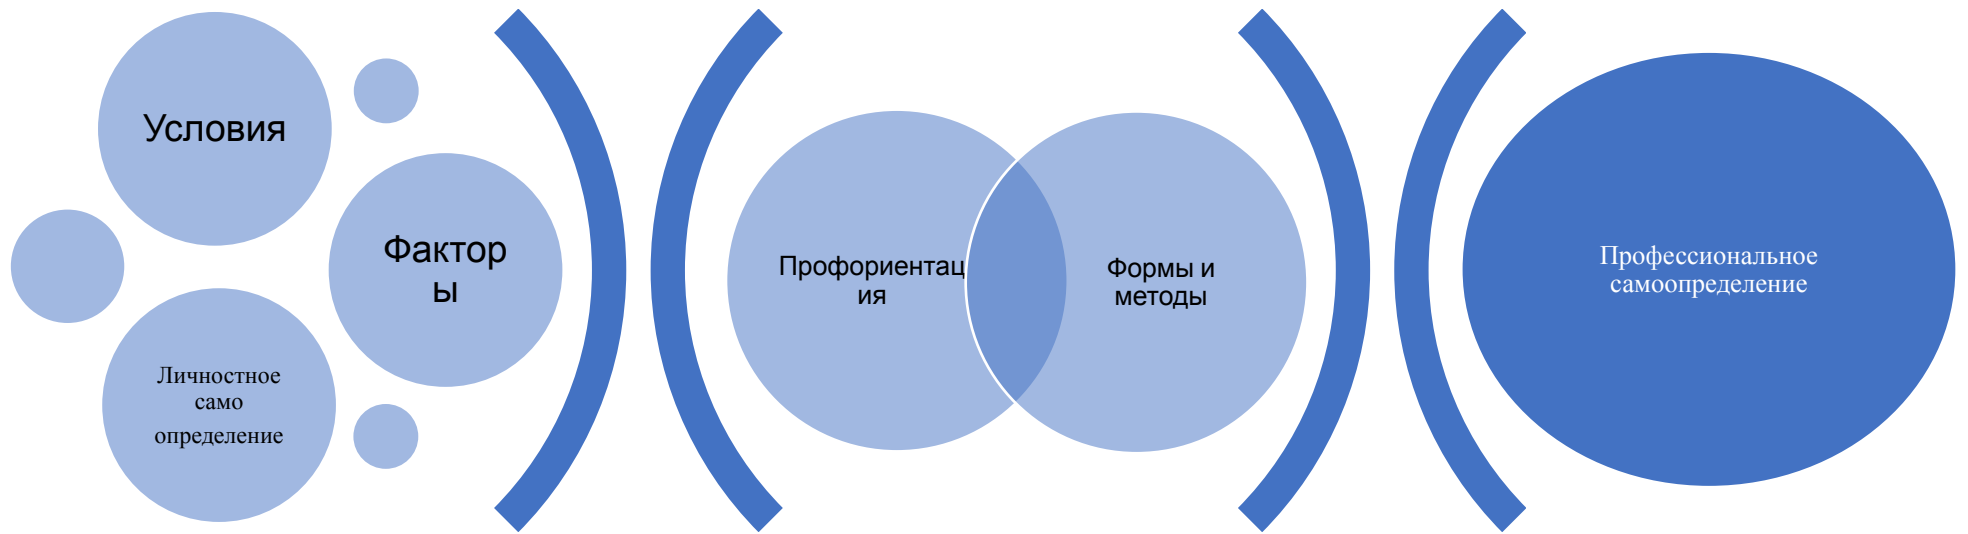 Условия
Фактор
ы
Личностное
само
определение
Профориентац
ия
Формы и
методы
Профессиональное
самоопределение